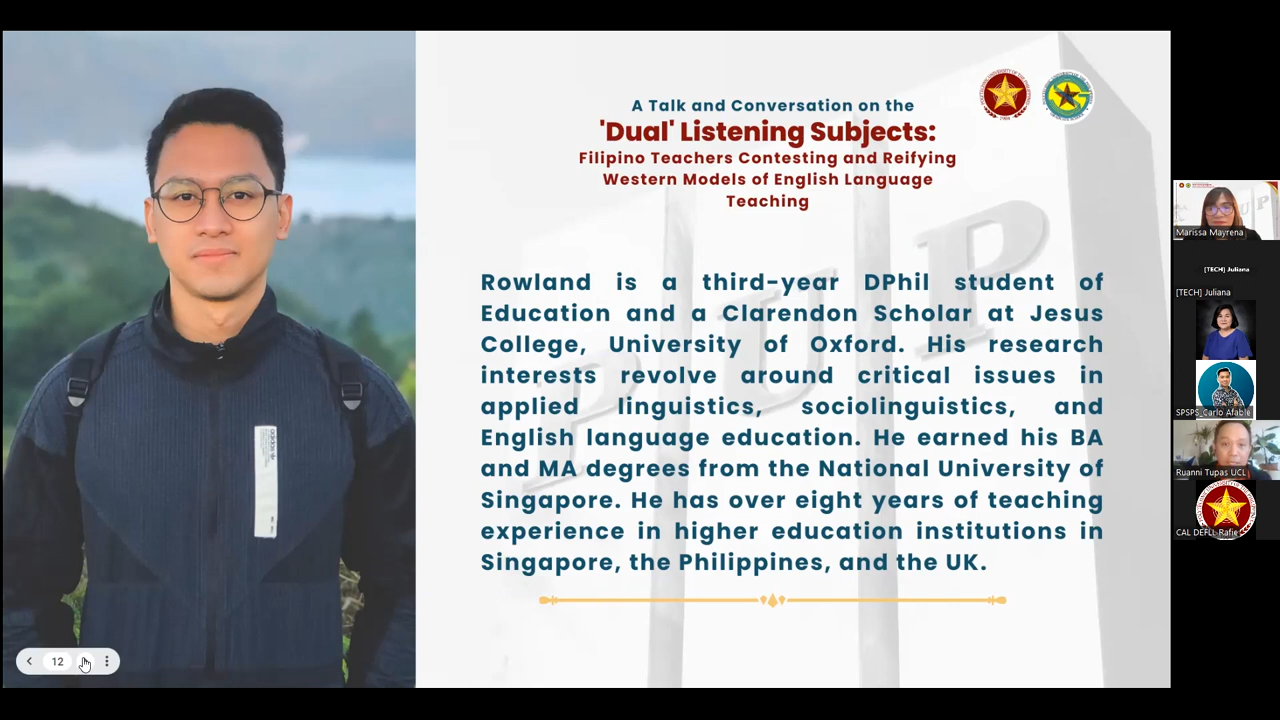 A Talk and Conversation on the
'Dual' Listening Subjects:
Filipino Teachers Contesting and Reifying
Western Models of English Language
Teaching
Rowland is a third-year DPhil student of
Education and a Clarendon Scholar at Jesus
College, University of Oxford. His research
interests revolve around critical issues in
applied linguistics, sociolinguistics, and
English language education. He earned his BA
and MA degrees from the National University of
Singapore. He has over eight years of teaching
experience in higher education institutions in
Singapore, the Philippines, and the UK.
PUP
12
Marissa Mayrena
[TECH] Juliana
[TECH] Juliana
SPSPS_Carlo Afable
Ruanni Tupas UCL
CAL DEFLL Rafie